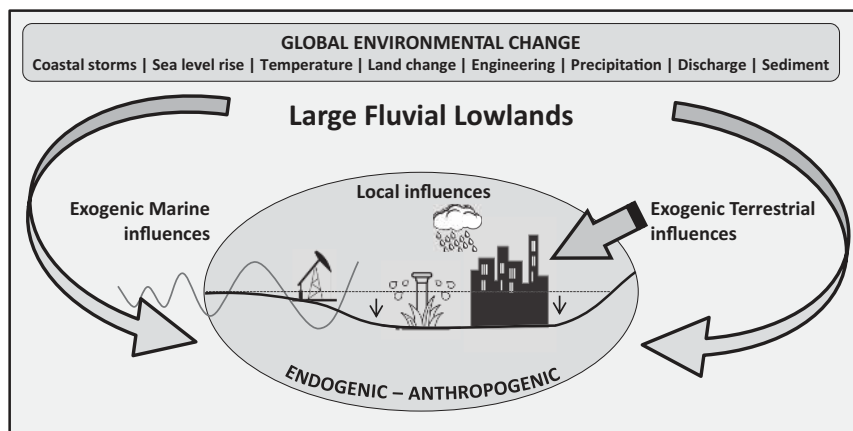 GLOBAL ENVIRONMENTAL CHANGE
Coastal storms | Sea level rise | Temperature | Land change | Engineering | Precipitation | Discharge | Sediment
Large Fluvial Lowlands
Local influences
Exogenic Marine
influences
Exogenic Terrestrial
influences
ENDOGENIC – ANTHROPOGENIC